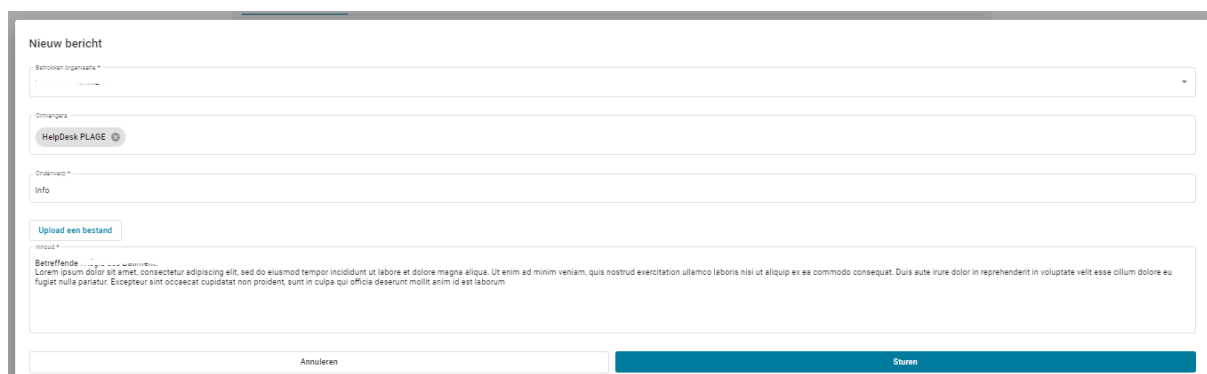 Nieuw bericht
Betrokken organisatie *
Ontvangers
HelpDesk PLAGE
Onderwerp *
Info
Upload een bestand
Inhoud *
Betreffende
Lorem ipsum dolor sit amet, consectetur adipiscing elit, sed do eiusmod tempor incididunt ut labore et dolore magna aliqua. Ut enim ad minim veniam, quis nostrud exercitation ullamco laboris nisi ut aliquip ex ea commodo consequat. Duis aute irure dolor in reprehenderit in voluptate velit esse cillum dolore eu
fugiat nulla pariatur. Excepteur sint occaecat cupidatat non proident, sunt in culpa qui officia deserunt mollit anim id est laborum
Annuleren
Sturen